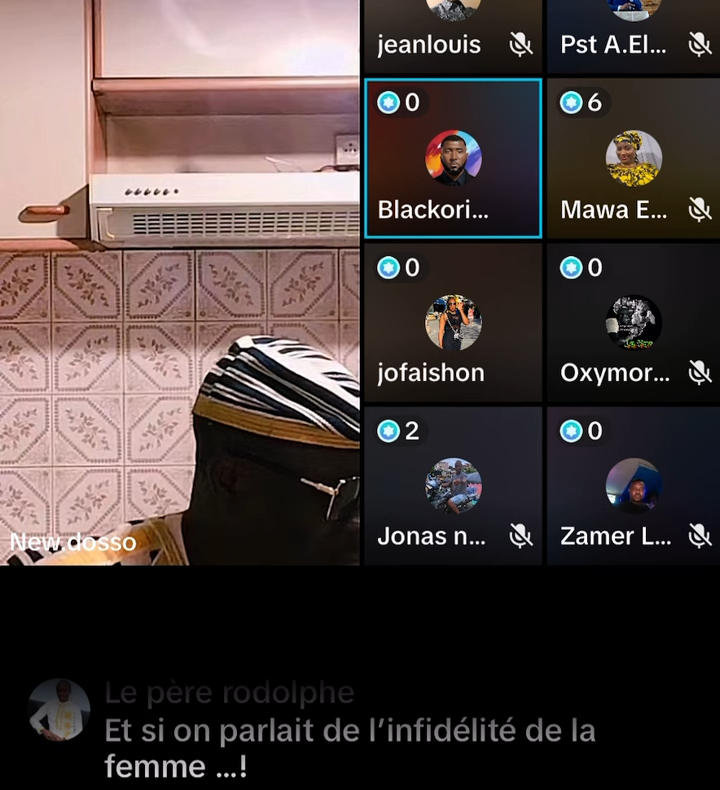 jeanlouis
Pst A.El...
0
6
Blackori...
Mawa E...
0
0
jofaishon
Oxymor...
2
0
Jonas n...
Zamer L...
New.dosso
Le père rodolphe
Et si on parlait de l'infidélité de la
femme ...!